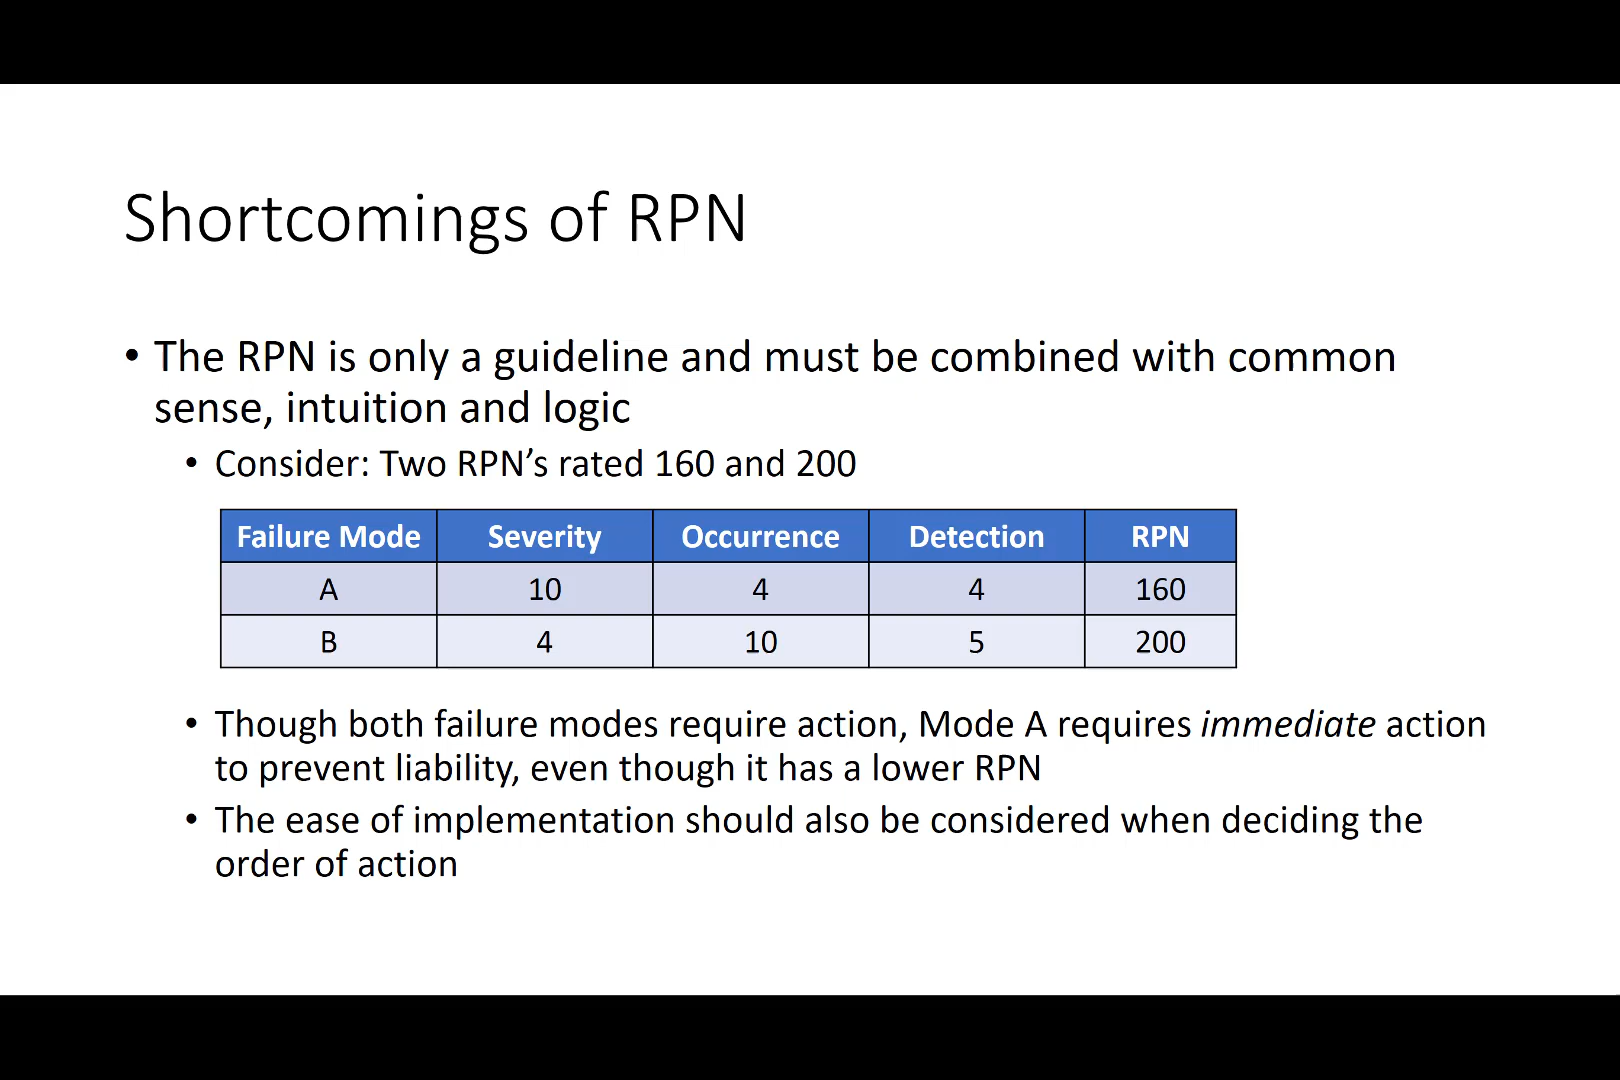 Shortcomings of RPN
• The RPN is only a guideline and must be combined with common
sense, intuition and logic
• Consider: Two RPN’s rated 160 and 200
Failure Mode Severity Occurrence Detection RPN
A 10 4 4 160
B 4 10 5 200
• Though both failure modes require action, Mode A requires immediate action
to prevent liability, even though it has a lower RPN
• The ease of implementation should also be considered when deciding the
order of action